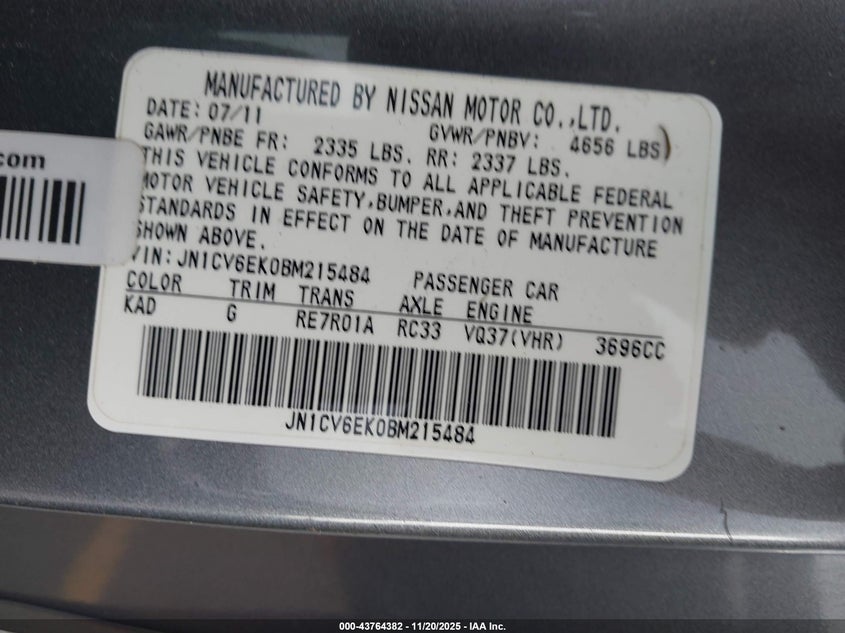 MANUFACTURED BY NISSAN MOTOR CO.,LTD.
DATE: 07/11 GVWR/PNBV: 4656 LBS
GAWR/PNBE FR: 2335 LBS. RR: 2337 LBS.
THIS VEHICLE CONFORMS TO ALL APPLICABLE FEDERAL
MOTOR VEHICLE SAFETY,BUMPER,AND THEFT PREVENTION
STANDARDS IN EFFECT ON THE DATE OF MANUFACTURE
SHOWN ABOVE.
VIN: JN1CV6EK0BM215484 PASSENGER CAR
COLOR TRIM TRANS AXLE ENGINE
KAD G RE7R01A RC33 VQ37(VHR) 3696CC
JN1CV6EK0BM215484
.com
000-43764382 - 11/20/2025 - IAA Inc.